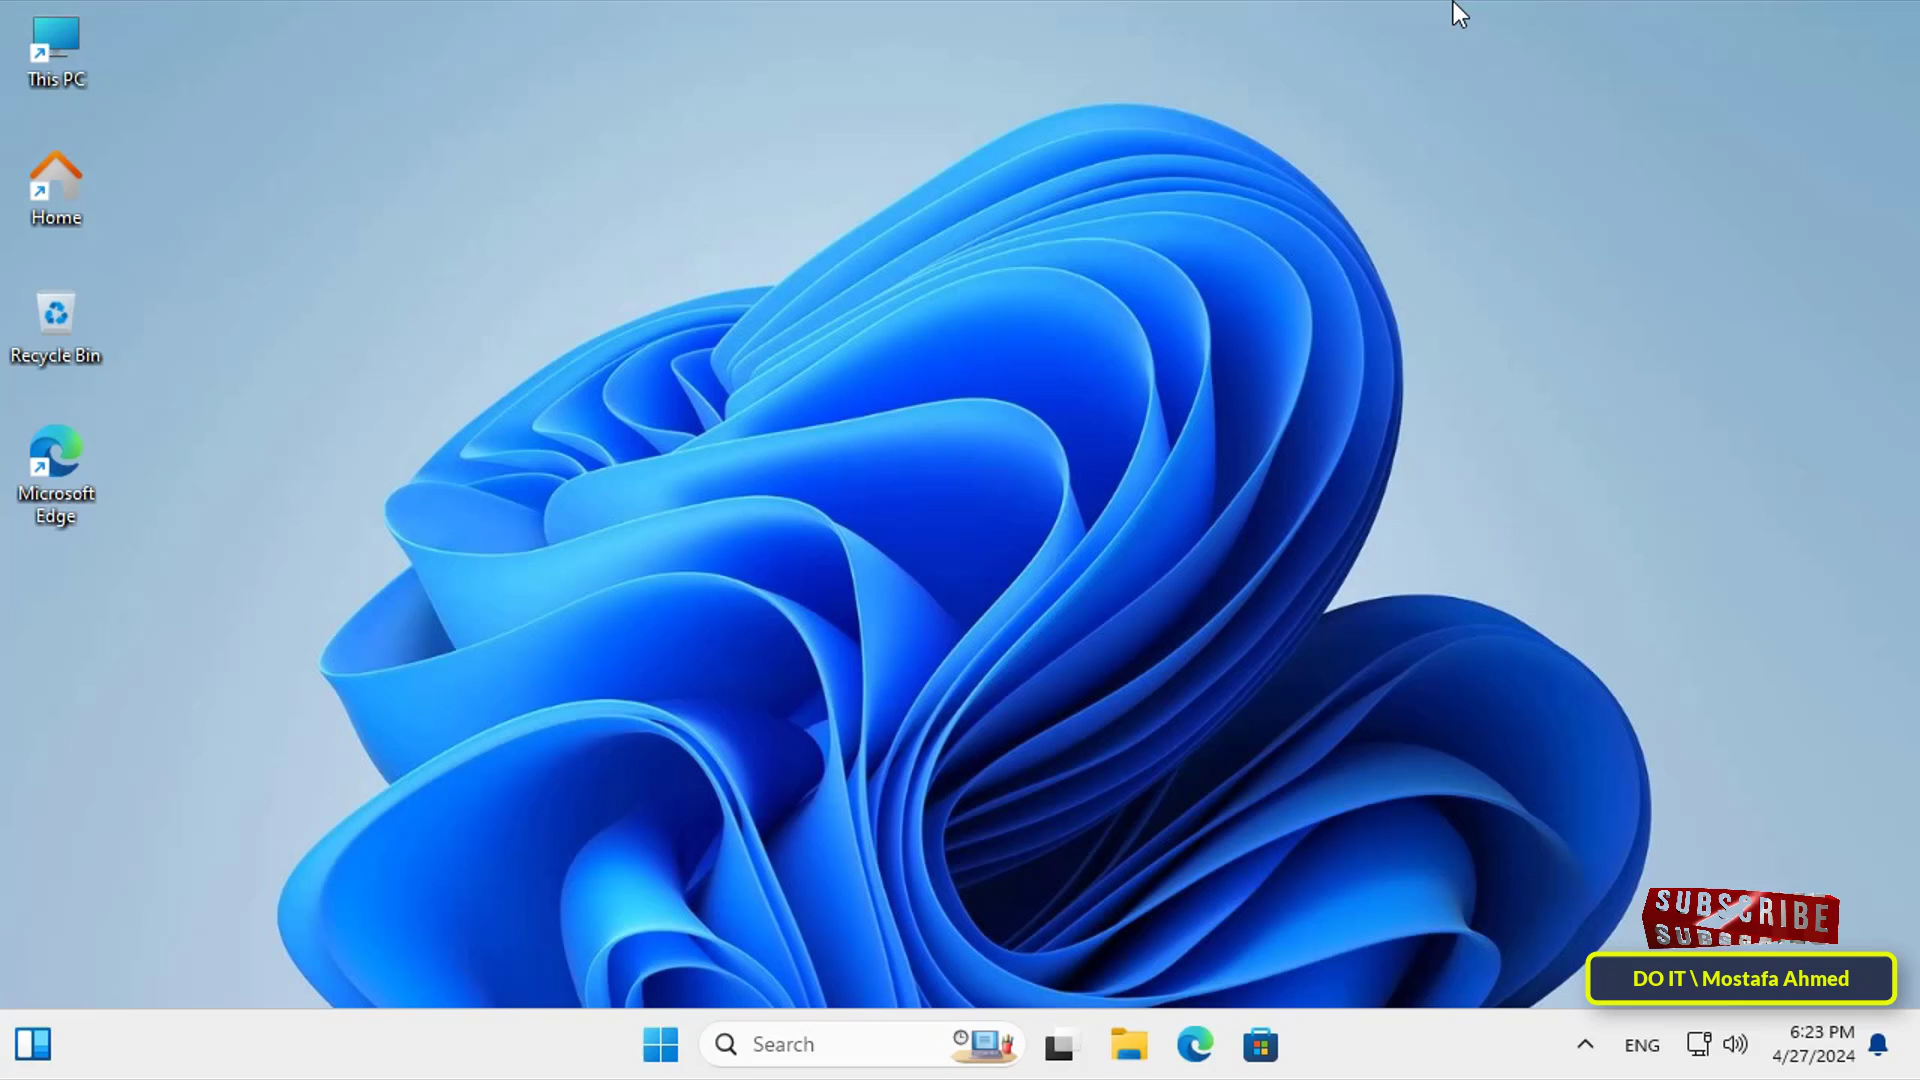 This PC
Home
Recycle Bin
Microsoft
Edge
SUBSCRIBE
DO IT \ Mostafa Ahmed
Search
ENG
6:23 PM
4/27/2024